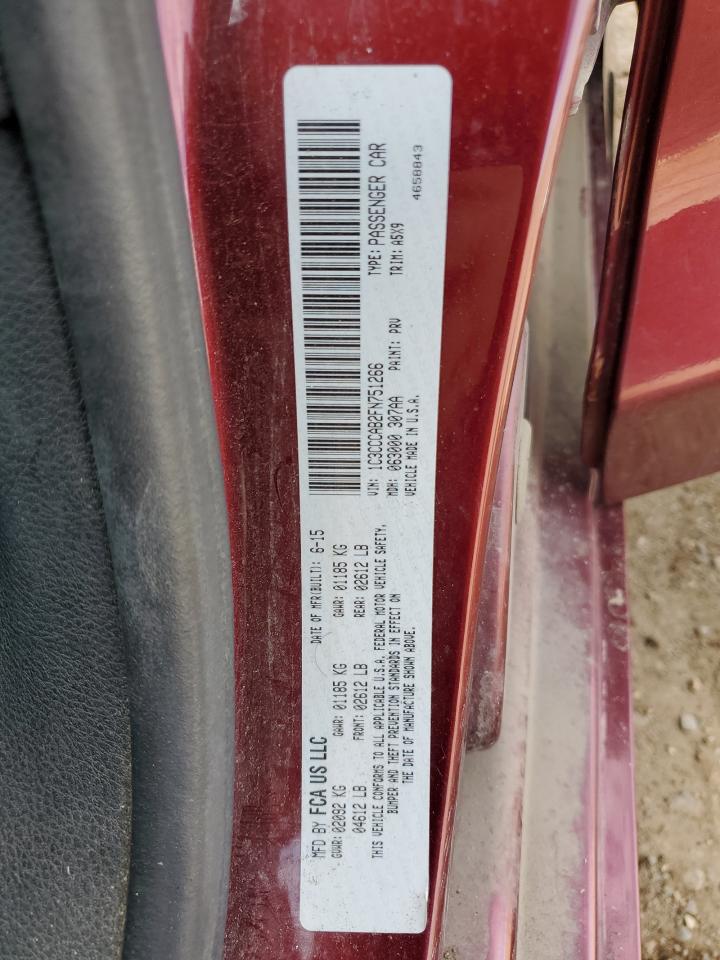 MFD BY FCA US LLC DATE OF MFR(BUILT): 6-15
GVWR: 02092 KG GAWR: 01185 KG GAWR: 01185 KG
04612 LB FRONT: 02612 LB REAR: 02612 LB
THIS VEHICLE CONFORMS TO ALL APPLICABLE U.S.A. FEDERAL MOTOR VEHICLE SAFETY,
BUMPER AND THEFT PREVENTION STANDARDS IN EFFECT ON
THE DATE OF MANUFACTURE SHOWN ABOVE.
VIN: 1C3CCCAB2FN751266 TYPE: PASSENGER CAR
MDH: 063000 307AA PAINT: PRV TRIM: A5X9
VEHICLE MADE IN U.S.A. 4658843